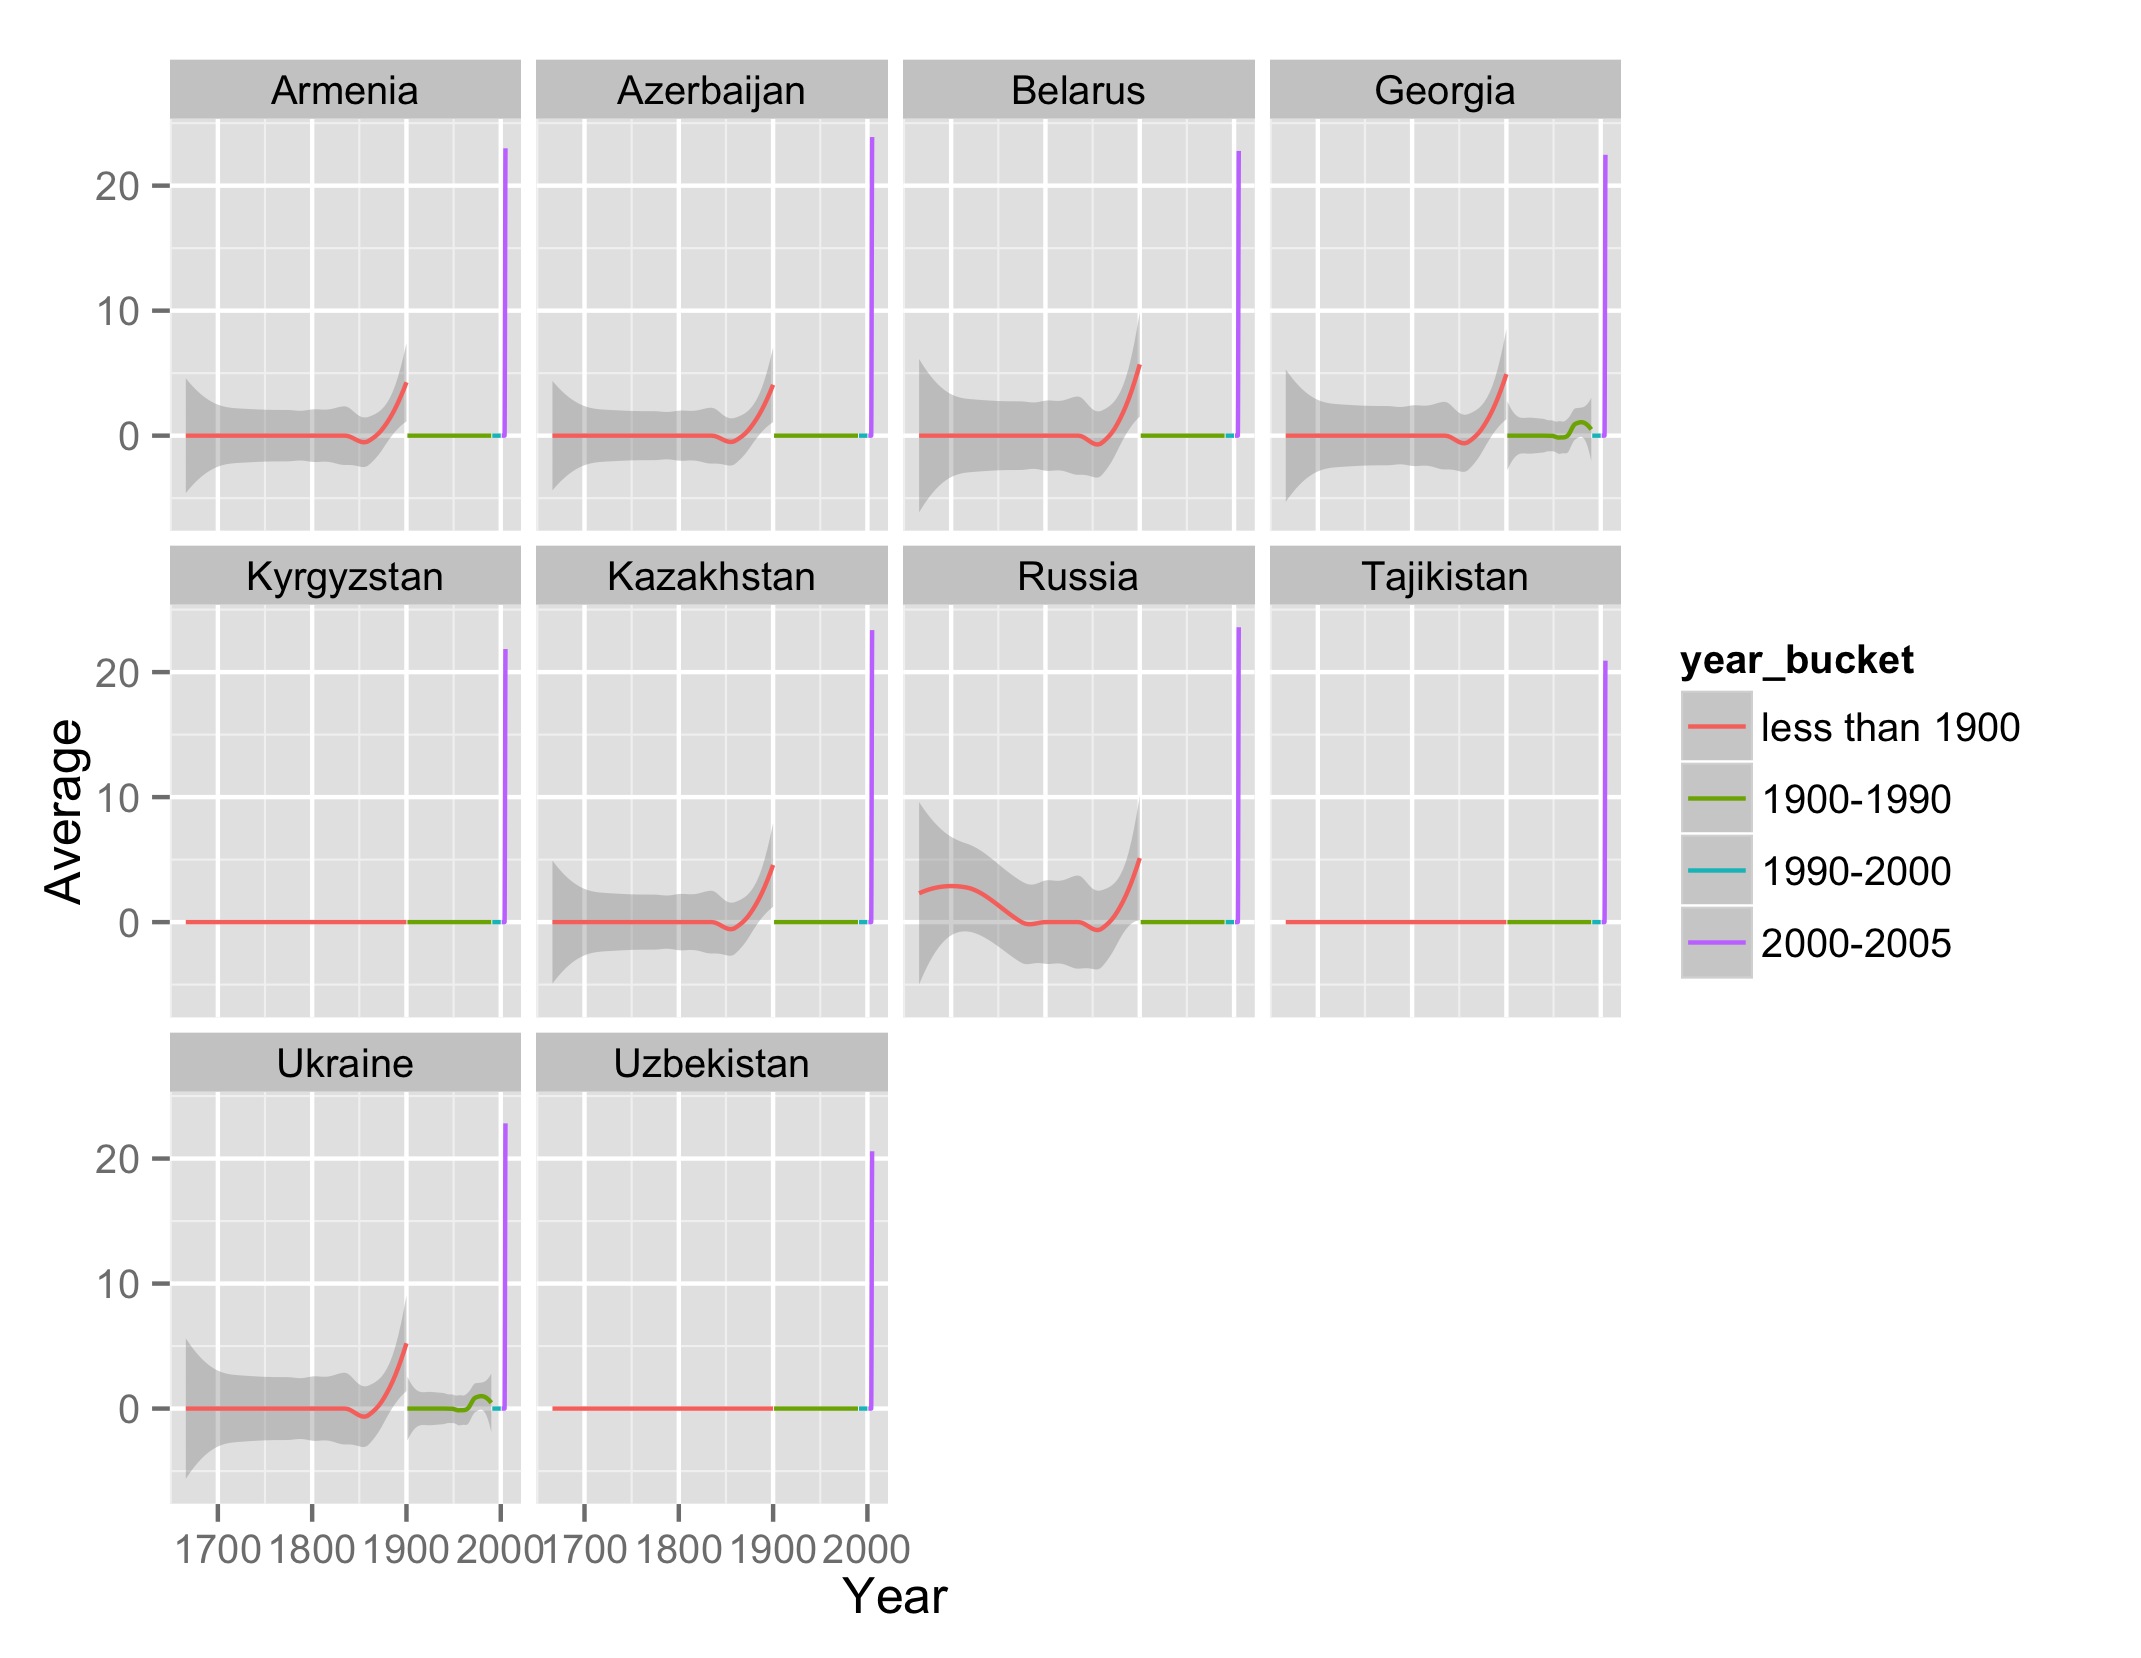 Armenia
Azerbaijan
Belarus
Georgia
20
10
0
Kyrgyzstan
Kazakhstan
Russia
Tajikistan
20
10
0
Ukraine
Uzbekistan
20
10
0
1700 1800 1900 2000
1700 1800 1900 2000
Year
Average
year_bucket
less than 1900
1900-1990
1990-2000
2000-2005